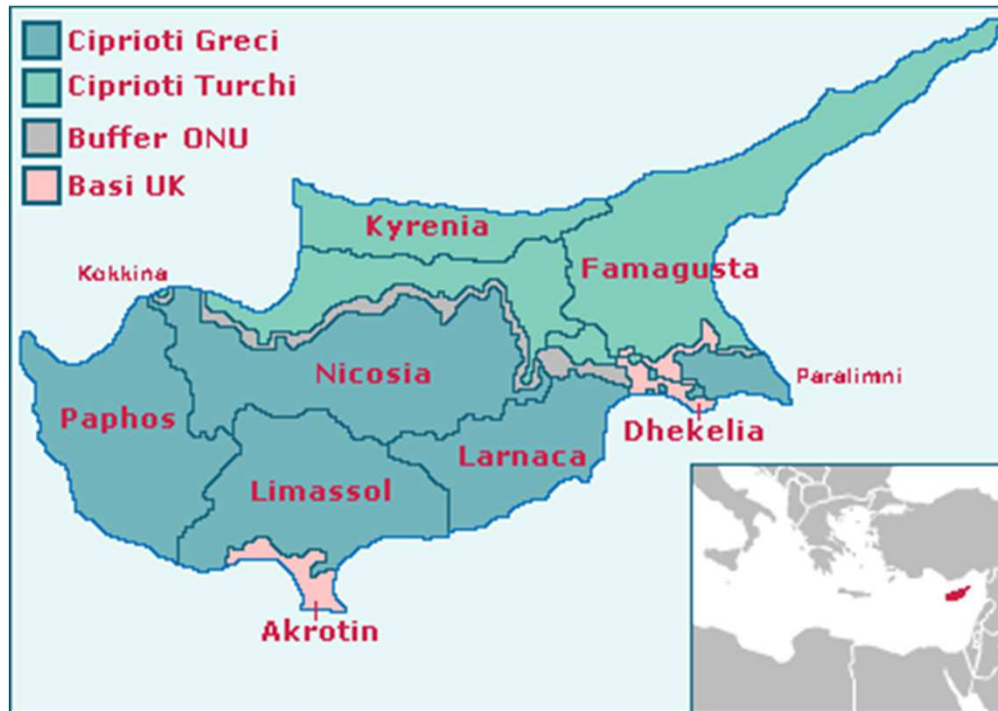 Ciprioti Greci
Ciprioti Turchi
Buffer ONU
Basi UK
Kyrenia
Kokkina
Famagusta
Nicosia
Paralimni
Paphos
Dhekelia
Larnaca
Limassol
Akrotin